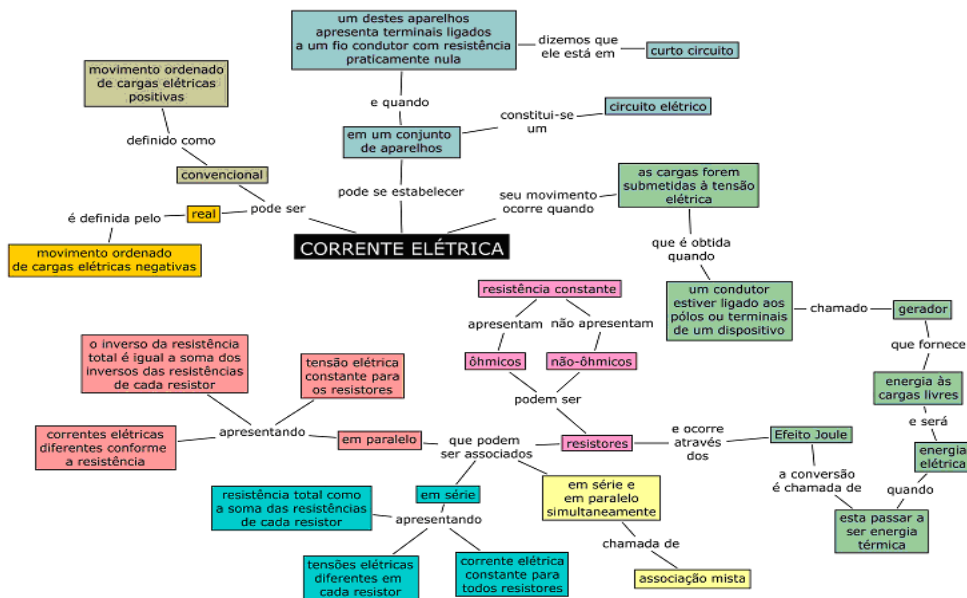 um destes aparelhos
apresenta terminais ligados
a um fio condutor com resistência
praticamente nula
dizemos que
ele está em
curto circuito
movimento ordenado
de cargas elétricas
positivas
e quando
constitui-se
um
circuito elétrico
definido como
em um conjunto
de aparelhos
convencional
pode se estabelecer
seu movimento
ocorre quando
as cargas forem
submetidas à tensão
elétrica
é definida pelo
real
pode ser
CORRENTE ELÉTRICA
movimento ordenado
de cargas elétricas negativas
que é obtida
quando
resistência constante
um condutor
estiver ligado aos
pólos ou terminais
de um dispositivo
chamado
gerador
apresentam
não apresentam
que fornece
o inverso da resistência
total é igual a soma dos
inversos das resistências
de cada resistor
tensão elétrica
constante para
os resistores
ôhmicos
não-ôhmicos
energia às
cargas livres
podem ser
e será
correntes elétricas
diferentes conforme
a resistência
apresentando
em paralelo
que podem
ser associados
resistores
e ocorre
através
dos
Efeito Joule
energia
elétrica
a conversão
é chamada de
quando
resistência total como
a soma das resistências
de cada resistor
em série
em série e
em paralelo
simultaneamente
apresentando
esta passar a
ser energia
térmica
chamada de
tensões elétricas
diferentes em
cada resistor
corrente elétrica
constante para
todos resistores
associação mista